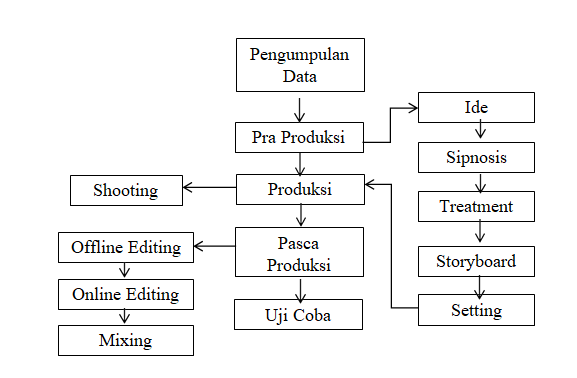 Pengumpulan
Data
Pra Produksi
Ide
Sipnosis
Produksi
Shooting
Treatment
Pasca
Produksi
Offline Editing
Storyboard
Online Editing
Setting
Uji Coba
Mixing